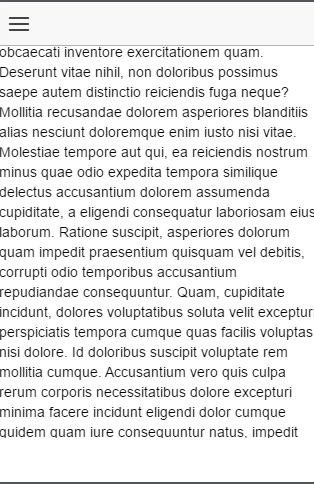 obcaecati inventore exercitationem quam.
Deserunt vitae nihil, non doloribus possimus
saepe autem distinctio reiciendis fuga neque?
Mollitia recusandae dolorem asperiores blanditiis
alias nesciunt doloremque enim iusto nisi vitae.
Molestiae tempore aut qui, ea reiciendis nostrum
minus quae odio expedita tempora similique
delectus accusantium dolorem assumenda
cupiditate, a eligendi consequatur laboriosam eius
laborum. Ratione suscipit, asperiores dolorum
quam impedit praesentium quisquam vel debitis,
corrupti odio temporibus accusantium
repudiandae consequuntur. Quam, cupiditate
incidunt, dolores voluptatibus soluta velit excepturi
perspiciatis tempora cumque quas facilis voluptas
nisi dolore. Id doloribus suscipit voluptate rem
mollitia cumque. Accusantium vero quis culpa
rerum corporis necessitatibus dolore excepturi
minima facere incidunt eligendi dolor cumque
quidem quam iure consequuntur natus, impedit